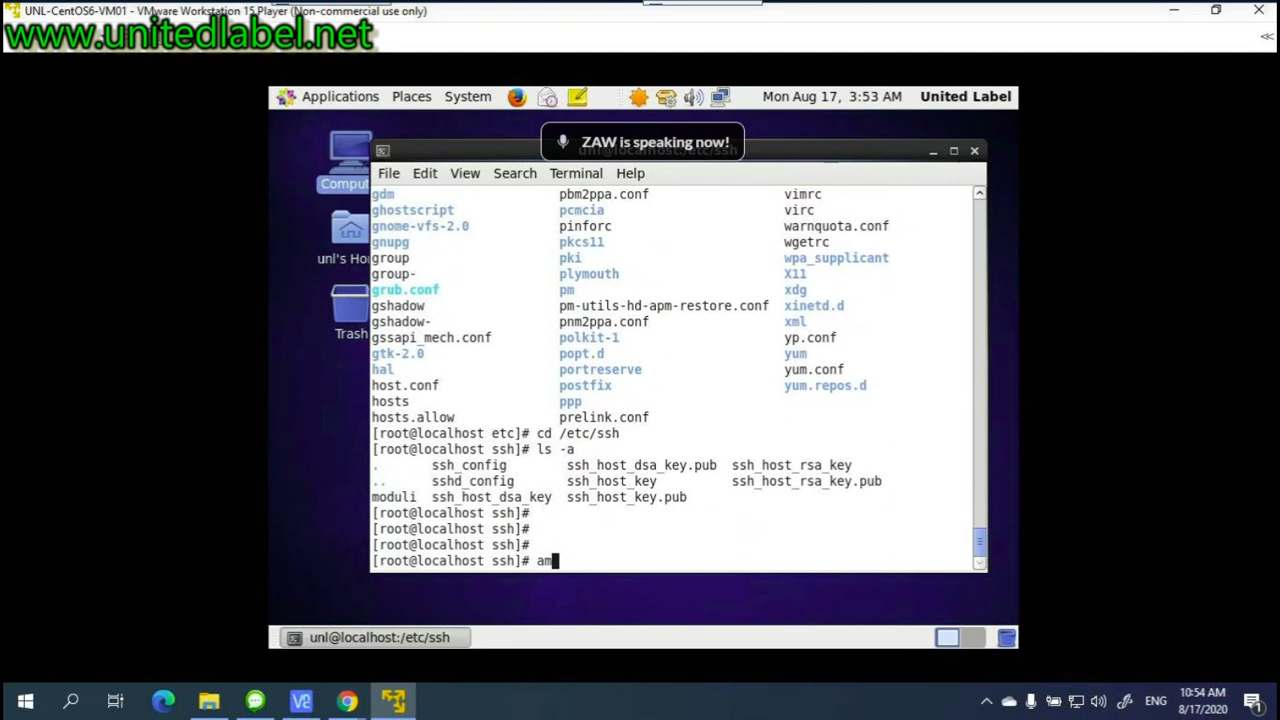 UNL-CentOS6-VM01 - VMware Workstation 15 Player (Non-commercial use only)
www.unitedlabel.net
Applications Places System Mon Aug 17, 3:53 AM United Label
ZAW is speaking now!
File Edit View Search Terminal Help
gdm pbm2ppa.conf vimrc
ghostscript pcmcia virc
gnome-vfs-2.0 pinforc warnquota.conf
gnupg pkcs11 wgetrc
group pki wpa_supplicant
group- plymouth X11
grub.conf pm xdg
gshadow pm-utils-hd-apm-restore.conf xinetd.d
gshadow- pnm2ppa.conf xml
gssapi_mech.conf polkit-1 yp.conf
gtk-2.0 popt.d yum
hal portreserve yum.conf
host.conf postfix yum.repos.d
hosts ppp
hosts.allow prelink.conf
[root@localhost etc]# cd /etc/ssh
[root@localhost ssh]# ls -a
. ssh_config ssh_host_dsa_key.pub ssh_host_rsa_key
.. sshd_config ssh_host_key ssh_host_rsa_key.pub
moduli ssh_host_dsa_key ssh_host_key.pub
[root@localhost ssh]#
[root@localhost ssh]#
[root@localhost ssh]#
[root@localhost ssh]# am
Comput
unl's Ho
Trash
unl@localhost:/etc/ssh
ENG
10:54 AM
8/17/2020
1